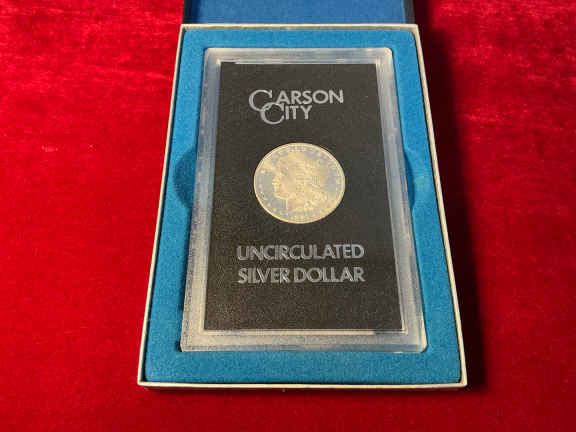 CARSON
CITY
UNCIRCULATED
SILVER DOLLAR